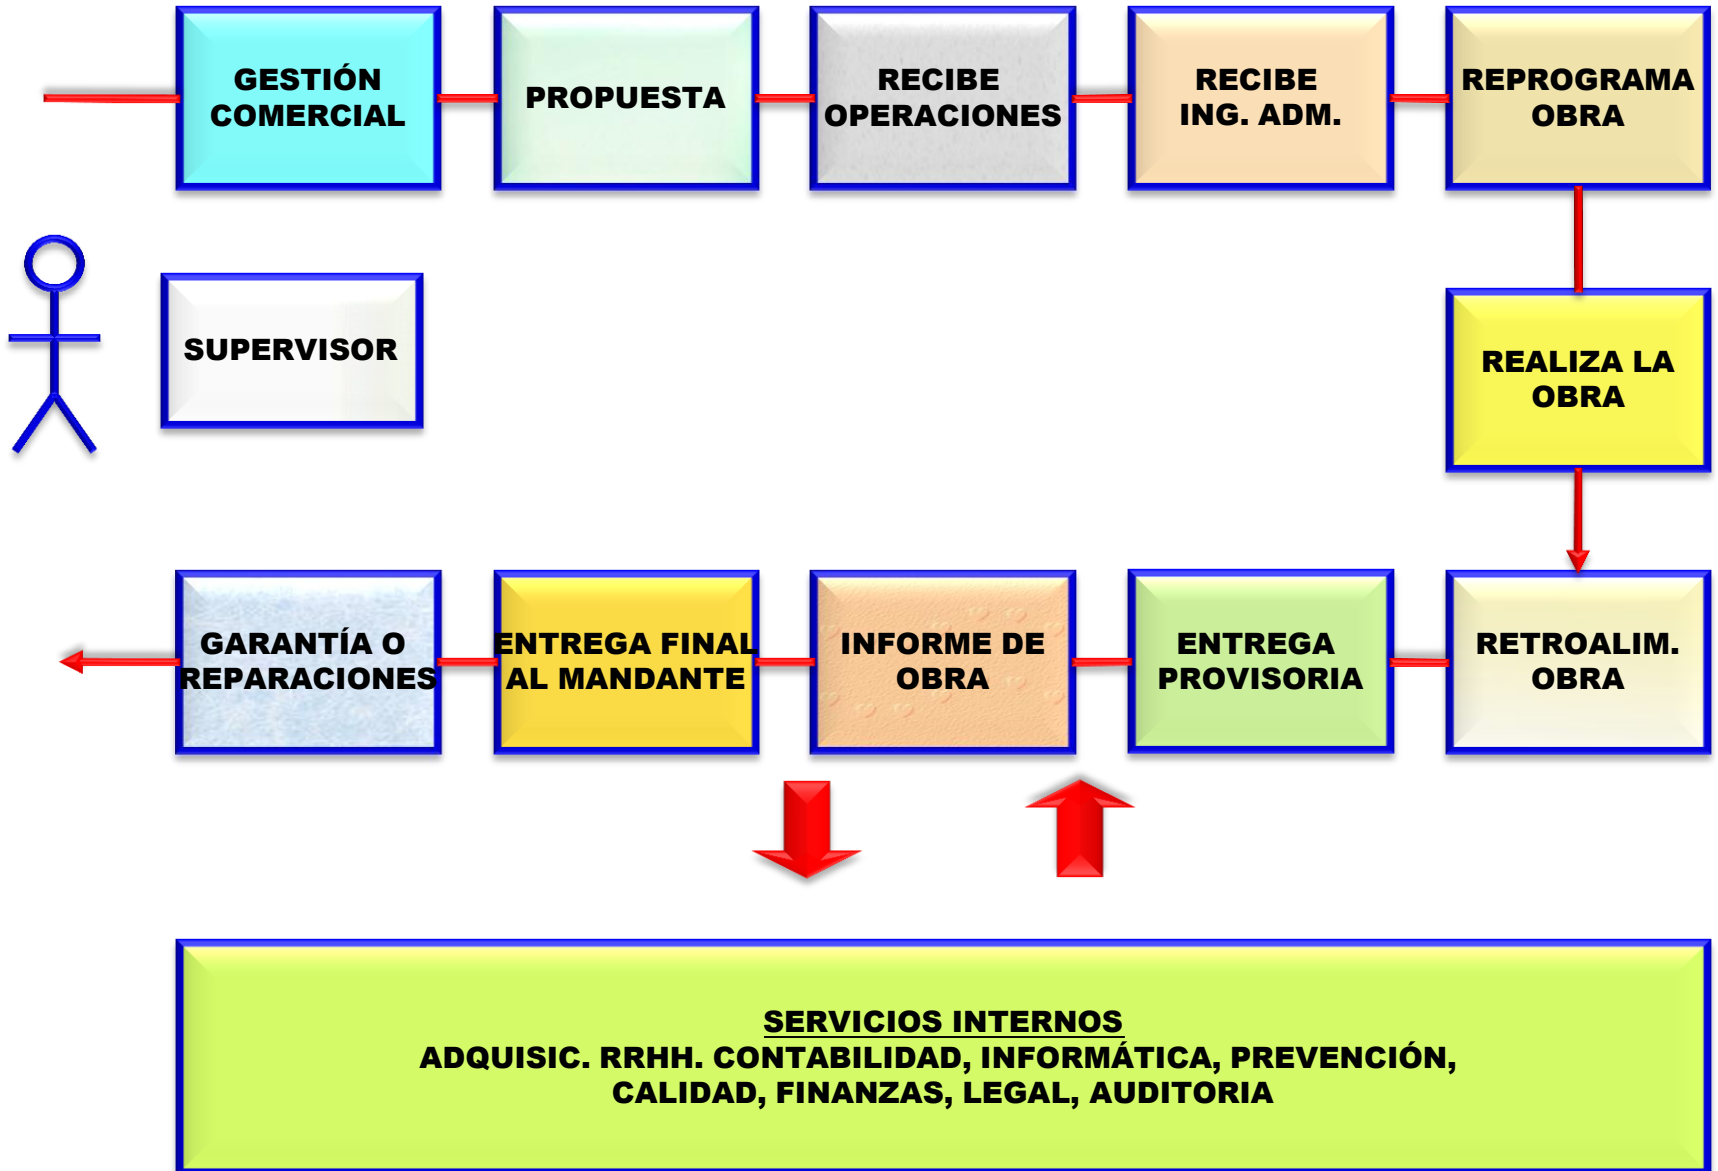 GESTIÓN
COMERCIAL
PROPUESTA
RECIBE
OPERACIONES
RECIBE
ING. ADM.
REPROGRAMA
OBRA
SUPERVISOR
REALIZA LA
OBRA
GARANTÍA O
REPARACIONES
ENTREGA FINAL
AL MANDANTE
INFORME DE
OBRA
ENTREGA
PROVISORIA
RETROALIM.
OBRA
SERVICIOS INTERNOS
ADQUISIC. RRHH. CONTABILIDAD, INFORMÁTICA, PREVENCIÓN,
CALIDAD, FINANZAS, LEGAL, AUDITORIA